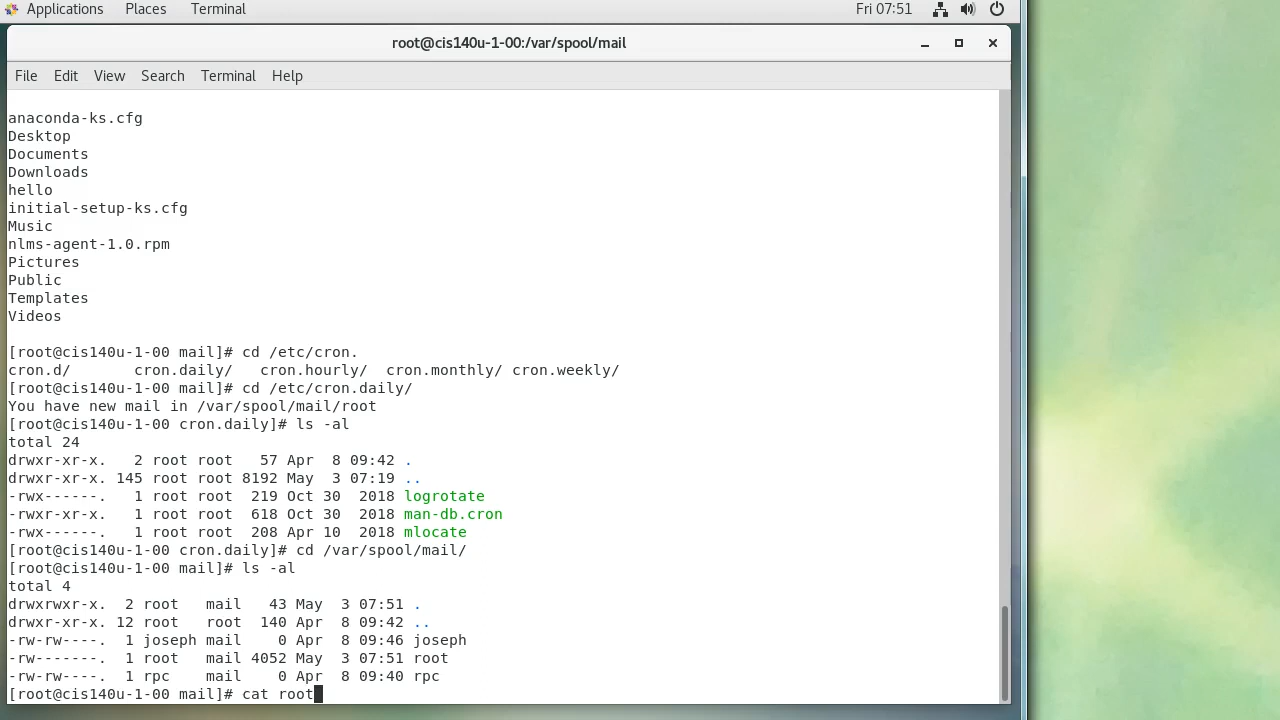 Applications Places Terminal Fri 07:51
root@cis140u-1-00:/var/spool/mail
File Edit View Search Terminal Help
anaconda-ks.cfg
Desktop
Documents
Downloads
hello
initial-setup-ks.cfg
Music
nlms-agent-1.0.rpm
Pictures
Public
Templates
Videos
[root@cis140u-1-00 mail]# cd /etc/cron.
cron.d/       cron.daily/   cron.hourly/  cron.monthly/ cron.weekly/
[root@cis140u-1-00 mail]# cd /etc/cron.daily/
You have new mail in /var/spool/mail/root
[root@cis140u-1-00 cron.daily]# ls -al
total 24
drwxr-xr-x.   2 root root   57 Apr  8 09:42 .
drwxr-xr-x. 145 root root 8192 May  3 07:19 ..
-rwx------.   1 root root  219 Oct 30  2018 logrotate
-rwxr-xr-x.   1 root root  618 Oct 30  2018 man-db.cron
-rwx------.   1 root root  208 Apr 10  2018 mlocate
[root@cis140u-1-00 cron.daily]# cd /var/spool/mail/
[root@cis140u-1-00 mail]# ls -al
total 4
drwxrwxr-x.  2 root   mail   43 May  3 07:51 .
drwxr-xr-x. 12 root   root  140 Apr  8 09:42 ..
-rw-rw----.  1 joseph mail    0 Apr  8 09:46 joseph
-rw-------.  1 root   mail 4052 May  3 07:51 root
-rw-rw----.  1 rpc    mail    0 Apr  8 09:40 rpc
[root@cis140u-1-00 mail]# cat root